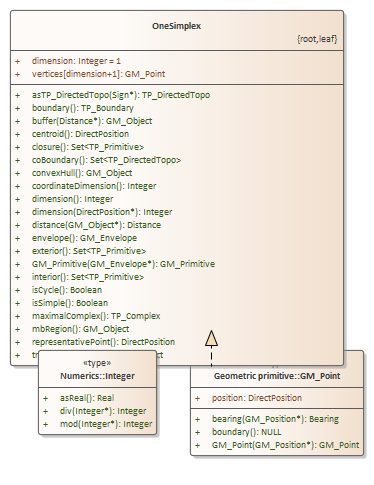 OneSimplex
{root,leaf}
+ dimension: Integer = 1
+ vertices[dimension+1]: GM_Point
+ asTP_DirectedTopo(Sign*): TP_DirectedTopo
+ boundary(): TP_Boundary
+ buffer(Distance*): GM_Object
+ centroid(): DirectPosition
+ closure(): Set<TP_Primitive>
+ coBoundary(): Set<TP_DirectedTopo>
+ convexHull(): GM_Object
+ coordinateDimension(): Integer
+ dimension(): Integer
+ dimension(DirectPosition*): Integer
+ distance(GM_Object*): Distance
+ envelope(): GM_Envelope
+ exterior(): Set<TP_Primitive>
+ GM_Primitive(GM_Envelope*): GM_Primitive
+ interior(): Set<TP_Primitive>
+ isCycle(): Boolean
+ isSimple(): Boolean
+ maximalComplex(): TP_Complex
+ mbRegion(): GM_Object
+ representativePoint(): DirectPosition
+
«type»
Numerics::Integer
+ asReal(): Real
+ div(Integer*): Integer
+ mod(Integer*): Integer
Geometric primitive::GM_Point
+ position: DirectPosition
+ bearing(GM_Position*): Bearing
+ boundary(): NULL
+ GM_Point(GM_Position*): GM_Point